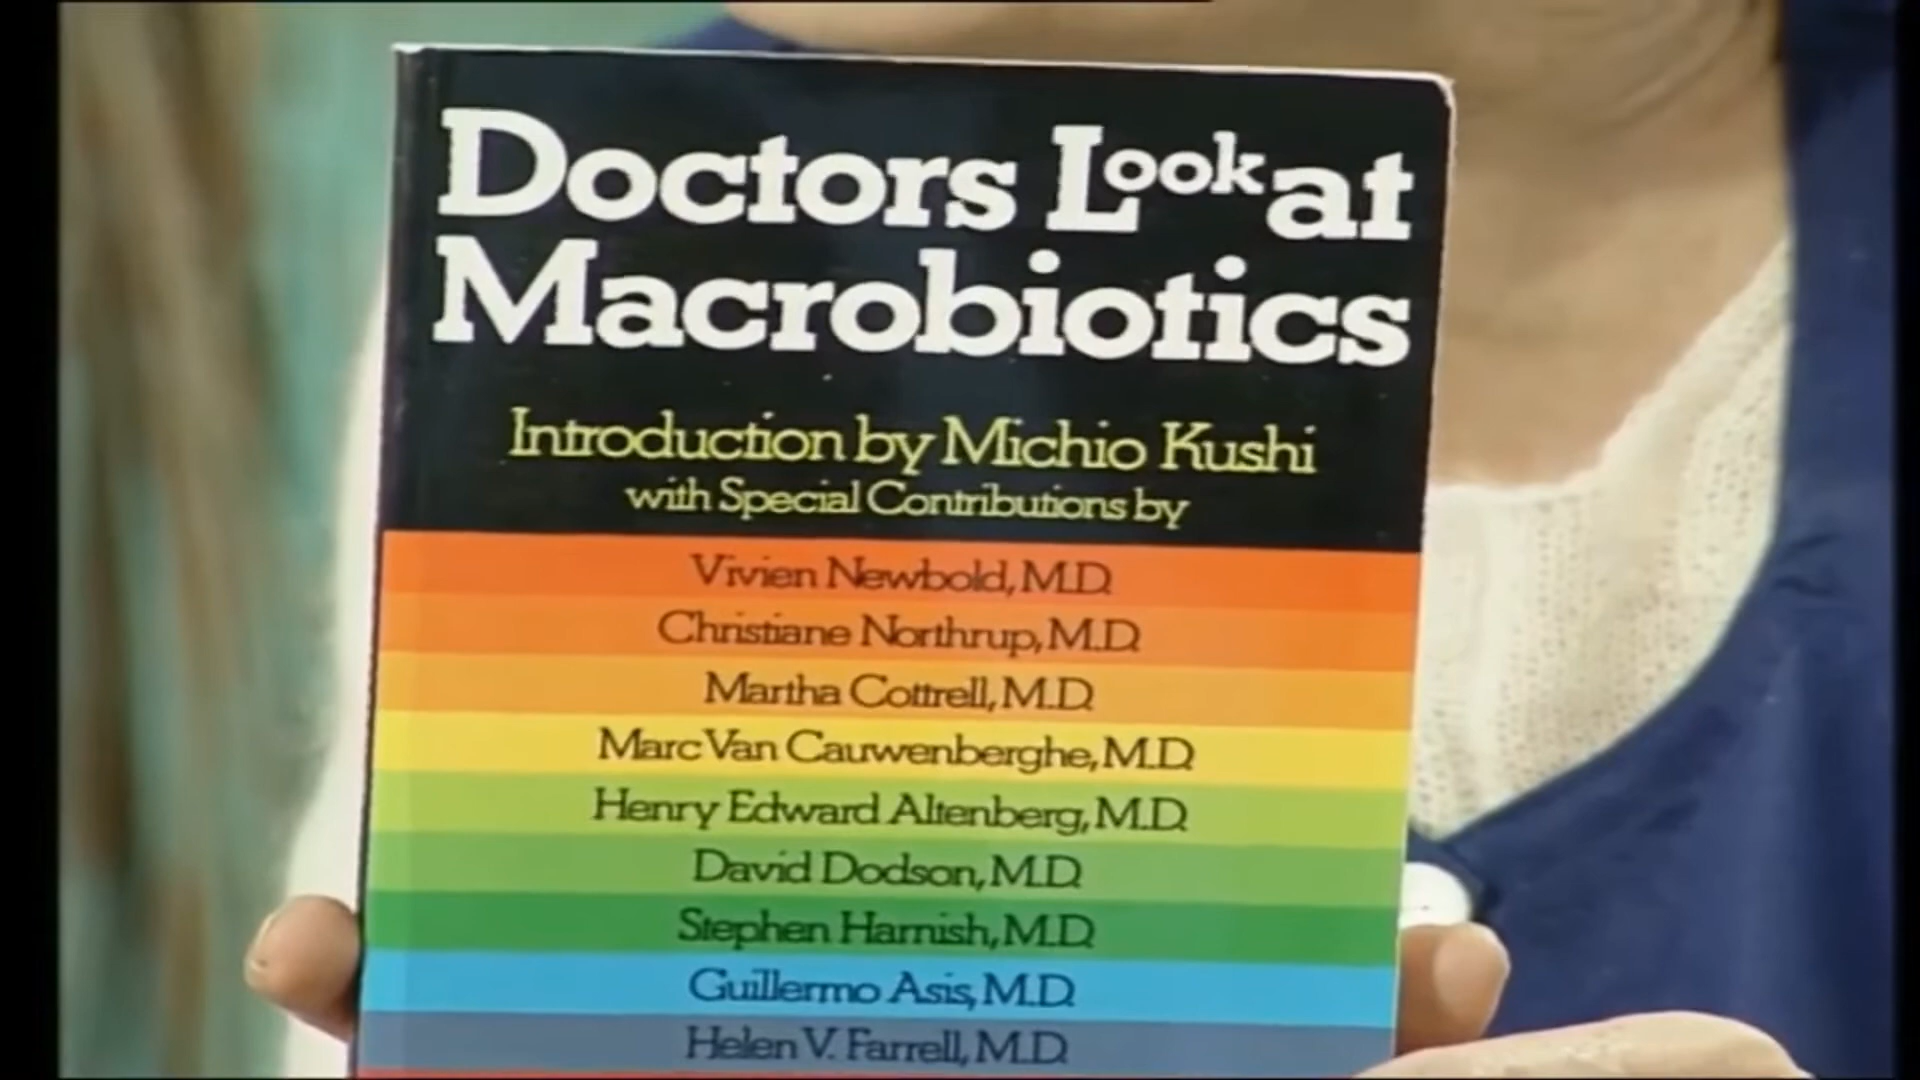 Doctors Look at
Macrobiotics
Introduction by Michio Kushi
with Special Contributions by
Vivien Newbold, M.D.
Christiane Northrup, M.D.
Martha Cottrell, M.D.
Marc Van Cauwenberghe, M.D.
Henry Edward Altenberg, M.D.
David Dodson, M.D.
Stephen Harnish, M.D.
Guillermo Asis, M.D.
Helen V. Farrell, M.D.